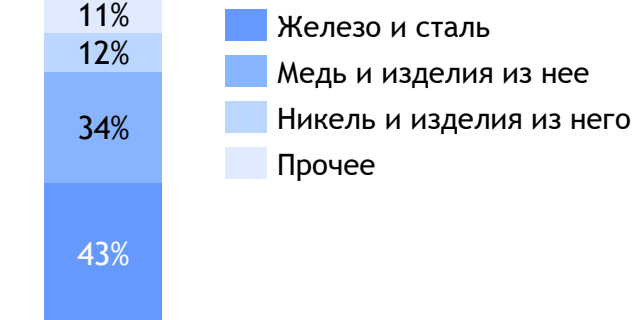 11%
12%
34%
43%
Железо и сталь
Медь и изделия из нее
Никель и изделия из него
Прочее